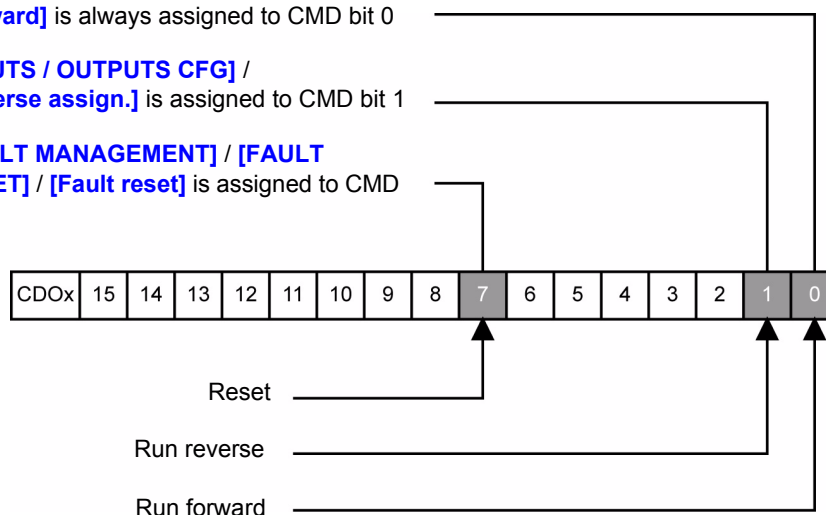 ward] is always assigned to CMD bit 0
UTS / OUTPUTS CFG] /
erse assign.] is assigned to CMD bit 1
LT MANAGEMENT] / [FAULT
ET] / [Fault reset] is assigned to CMD
CDOx 15 14 13 12 11 10 9 8 7 6 5 4 3 2 1 0
Reset
Run reverse
Run forward